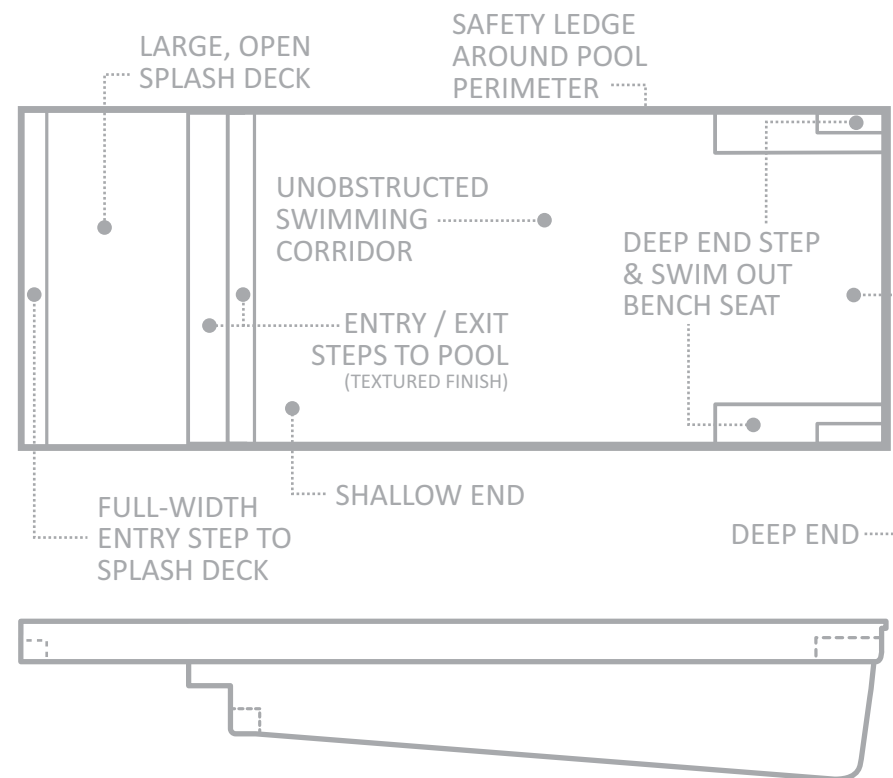 LARGE, OPEN
SPLASH DECK
SAFETY LEDGE
AROUND POOL
PERIMETER
UNOBSTRUCTED
SWIMMING
CORRIDOR
DEEP END STEP
& SWIM OUT
BENCH SEAT
ENTRY / EXIT
STEPS TO POOL
(TEXTURED FINISH)
SHALLOW END
FULL-WIDTH
ENTRY STEP TO
SPLASH DECK
DEEP END